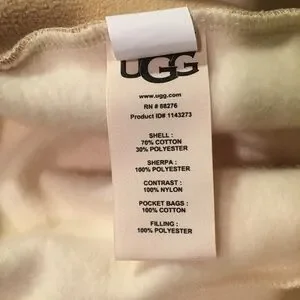 UGG
www.ugg.com
RN # 88276
Product ID# 1143273
SHELL :
70% COTTON
30% POLYESTER
SHERPA :
100% POLYESTER
CONTRAST :
100% NYLON
POCKET BAGS :
100% COTTON
FILLING :
100% POLYESTER